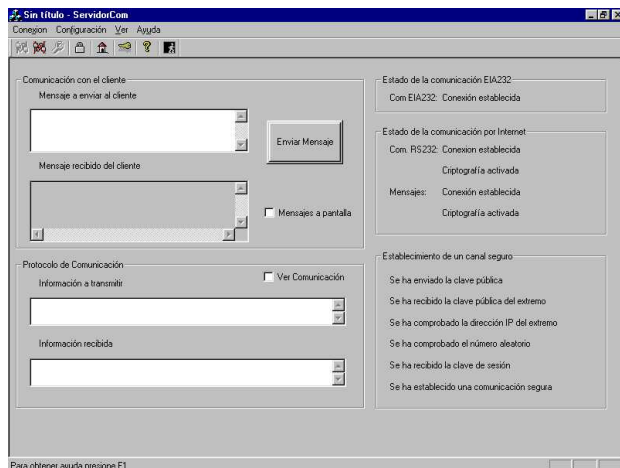 Sin título - ServidorCom
Conexion Configuración Ver Ayuda
Comunicación con el cliente
Mensaje a enviar al cliente
Enviar Mensaje
Mensaje recibido del cliente
Mensajes a pantalla
Protocolo de Comunicación
Ver Comunicación
Información a transmitir
Información recibida
Estado de la comunicación EIA232
Com EIA232: Conexión establecida
Estado de la comunicación por Internet
Com. RS232: Conexion establecida
Criptografía activada
Mensajes: Conexión establecida
Criptografía activada
Establecimiento de un canal seguro
Se ha enviado la clave pública
Se ha recibido la clave pública del extremo
Se ha comprobado la dirección IP del extremo
Se ha comprobado el número aleatorio
Se ha recibido la clave de sesión
Se ha establecido una comunicación segura
Para obtener ayuda presione F1